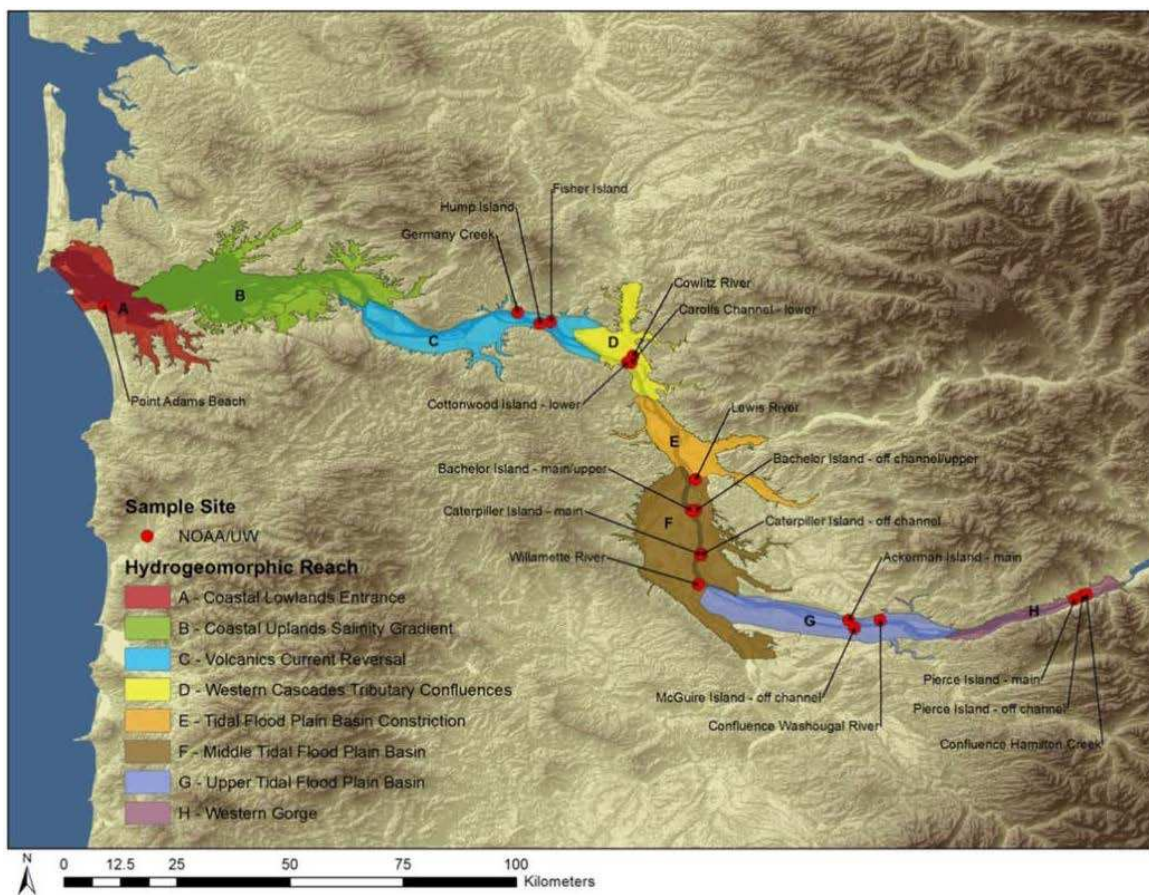 Fisher Island
Hump Island
Germany Creek
Cowlitz River
Carolls Channel - lower
A
B
C
D
Point Adams Beach
Cottonwood Island - lower
Lewis River
E
Bachelor Island - main/upper
Bachelor Island - off channel/upper
Caterpiller Island - main
F
Caterpiller Island - off channel
Willamette River
Ackerman Island - main
G
H
McGuire Island - off channel
Confluence Washougal River
Pierce Island - main
Pierce Island - off channel
Confluence Hamilton Creek
Sample Site
NOAA/UW
Hydrogeomorphic Reach
A - Coastal Lowlands Entrance
B - Coastal Uplands Salinity Gradient
C - Volcanics Current Reversal
D - Western Cascades Tributary Confluences
E - Tidal Flood Plain Basin Constriction
F - Middle Tidal Flood Plain Basin
G - Upper Tidal Flood Plain Basin
H - Western Gorge
N
0 12.5 25 50 75 100
Kilometers